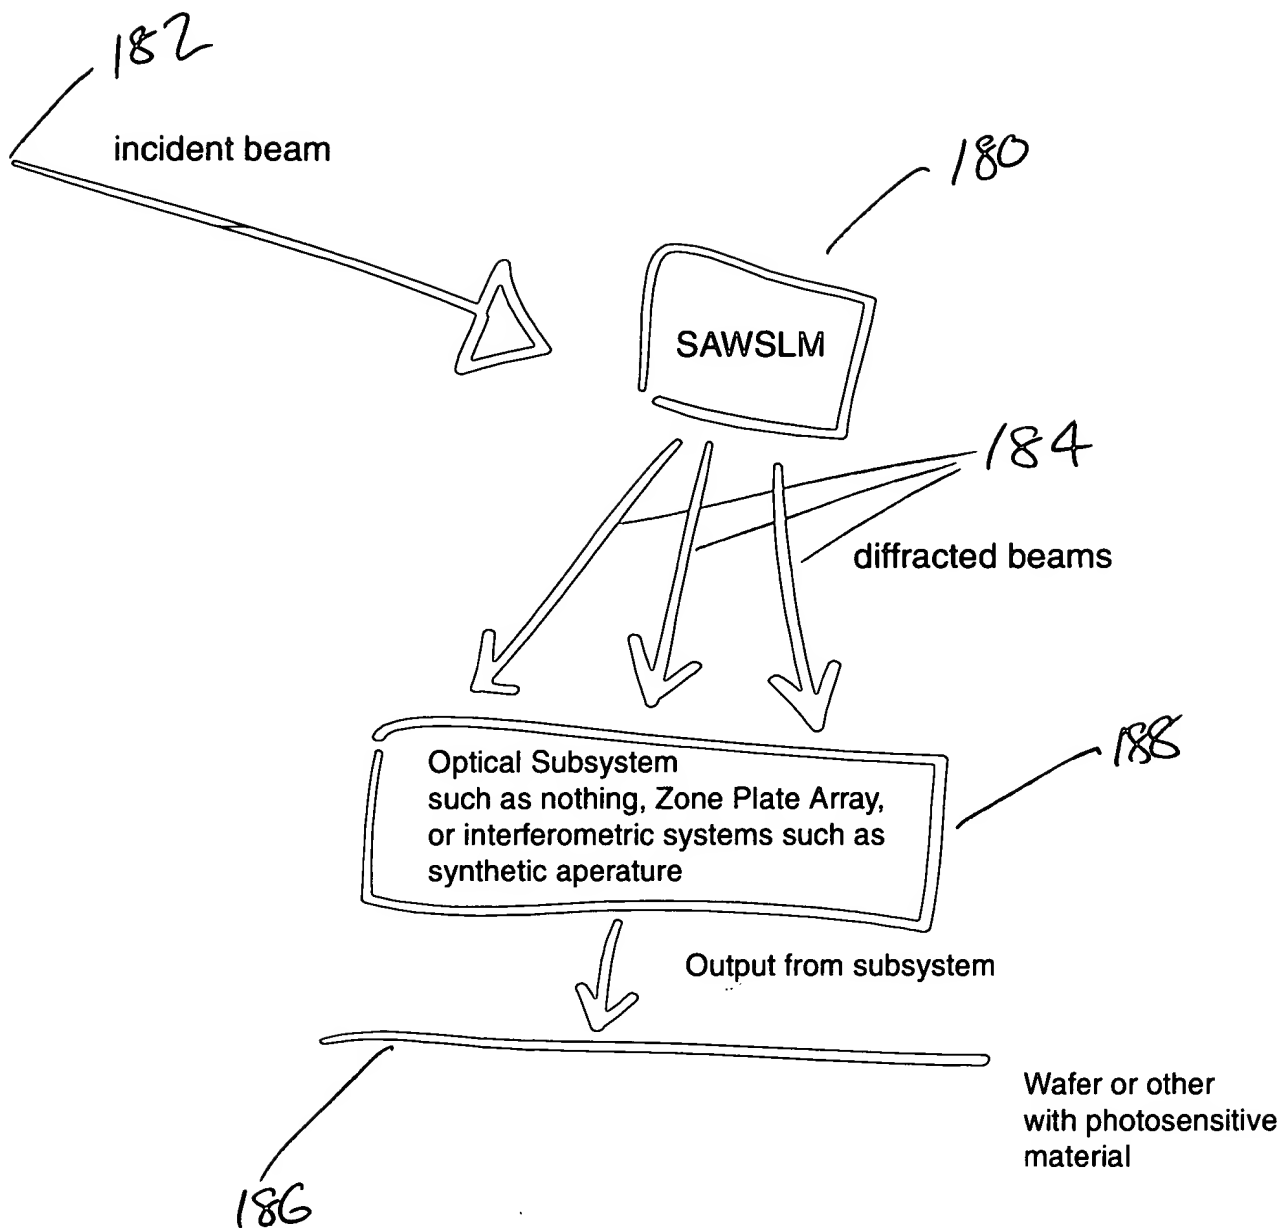 182
incident beam
180
SAWSLM
184
diffracted beams
188
Optical Subsystem
such as nothing, Zone Plate Array,
or interferometric systems such as
synthetic aperature
Output from subsystem
Wafer or other
with photosensitive
material
186